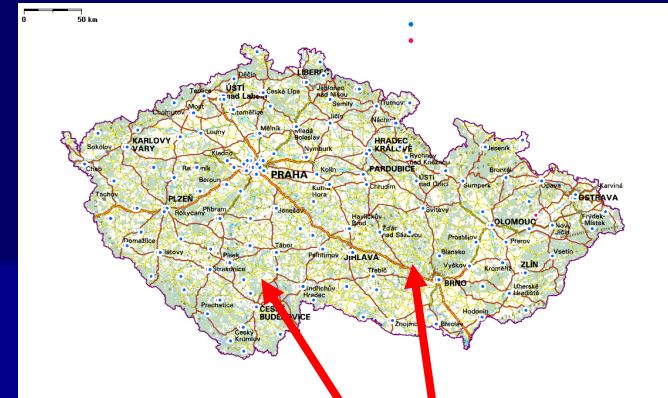 0 50 km
Děčín
LIBEREC
Teplice
ÚSTÍ
nad Labem
Česká Lípa
Jablonec
nad Nisou
Most
Litoměřice
Semily
Trutnov
Chomutov
Jičín
Mělník
Mladá
Boleslav
Náchod
KARLOVY
VARY
Louny
HRADEC
KRÁLOVÉ
Sokolov
Kladno
Nymburk
Rychnov
nad Kněžnou
Jeseník
Cheb
Rakovník
PRAHA
Kolín
PARDUBICE
Bruntál
Beroun
Kutná
Hora
Chrudim
ÚSTÍ
nad Orlicí
Šumperk
Opava
Karviná
Tachov
PLZEŇ
OSTRAVA
Rokycany
Příbram
Benešov
Havlíčkův
Brod
Svitavy
OLOMOUC
Frýdek-
Místek
Nový
Jičín
Žďár
nad Sázavou
Domažlice
Klatovy
Písek
Tábor
Prostějov
Přerov
Pelhřimov
JIHLAVA
Blansko
Vsetín
Strakonice
Třebíč
Vyškov
Kroměříž
ZLÍN
Jindřichův
Hradec
BRNO
Uherské
Hradiště
Prachatice
ČESKÉ
BUDĚJOVICE
Hodonín
Znojmo
Břeclav
Český
Krumlov